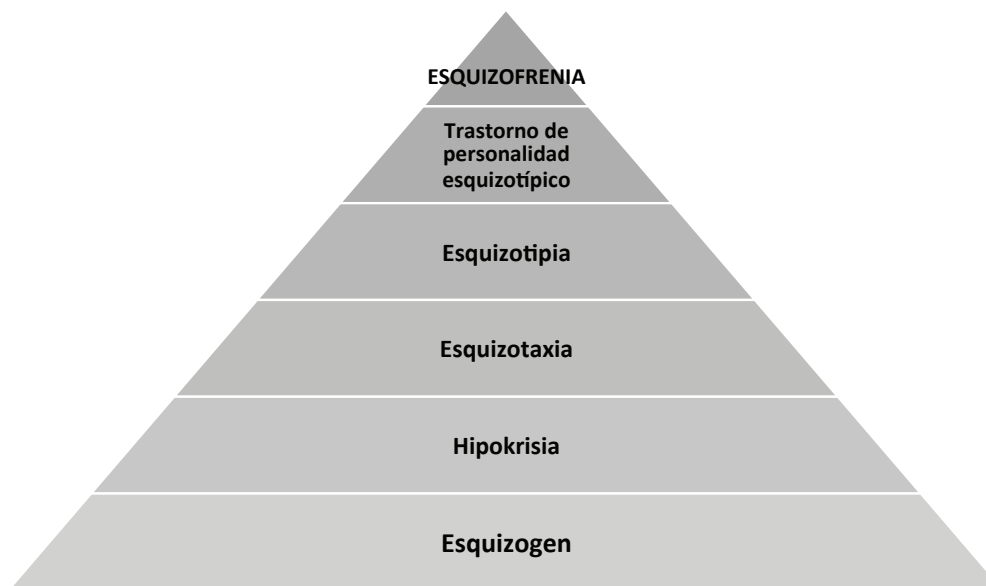 ESQUIZOFRENIA
Trastorno de
personalidad
esquizotípico
Esquizotipia
Esquizotaxia
Hipokrisia
Esquizogen